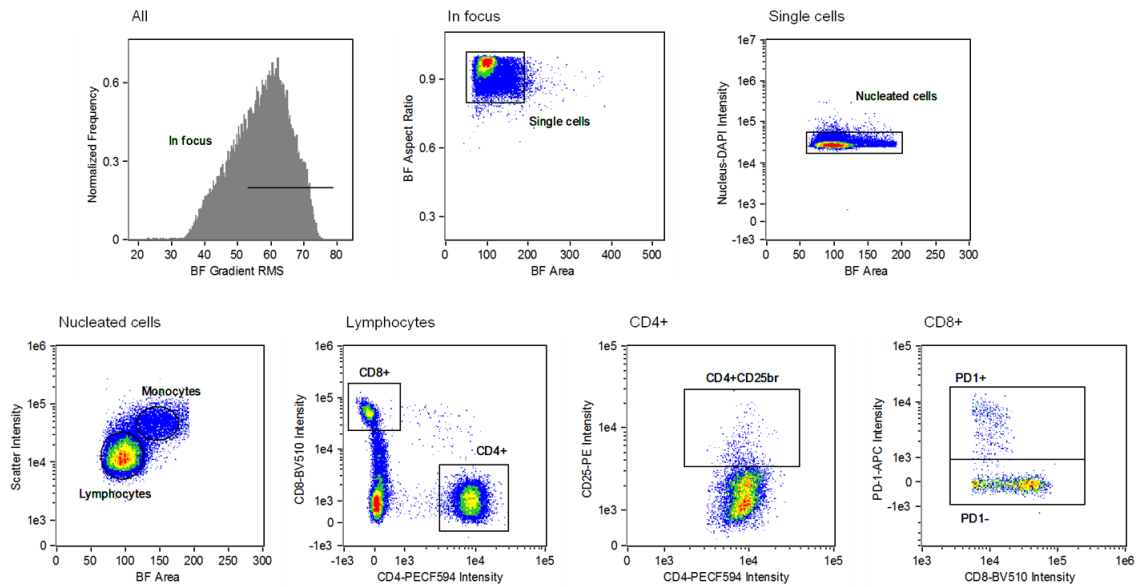 All
In focus
Single cells
Normalized Frequency
0.6
0.3
0
In focus
20 30 40 50 60 70 80
BF Gradient RMS
BF Aspect Ratio
0.9
0.6
0.3
Single cells
0 100 200 300 400 500
BF Area
Nucleus-DAPI Intensity
1e7
1e6
1e5
1e4
1e3
0
-1e3
Nucleated cells
0 50 100 150 200 250 300
BF Area
Nucleated cells
Lymphocytes
CD4+
CD8+
Scatter Intensity
1e6
1e5
1e4
1e3
0
Monocytes
Lymphocytes
0 50 100 150 200 250 300
BF Area
CD8-BV510 Intensity
1e6
1e5
1e4
1e3
0
-1e3
CD8+
CD4+
-1e3 0 1e3 1e4 1e5
CD4-PECF594 Intensity
CD25-PE Intensity
1e5
1e4
1e3
0
CD4+CD25br
0 1e3 1e4 1e5
CD4-PECF594 Intensity
PD-1-APC Intensity
1e5
1e4
1e3
0
-1e3
PD1+
PD1-
1e3 1e4 1e5 1e6
CD8-BV510 Intensity